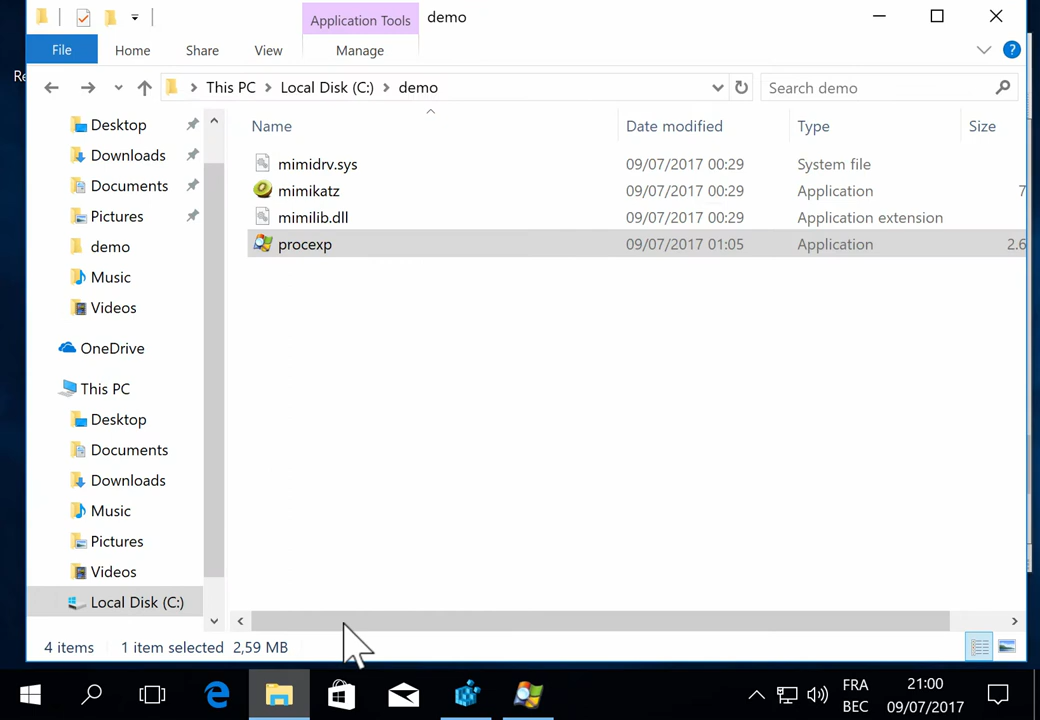 Application Tools
demo
File
Home
Share
View
Manage
This PC
Local Disk (C:)
demo
Search demo
Desktop
Downloads
Documents
Pictures
demo
Music
Videos
OneDrive
This PC
Desktop
Documents
Downloads
Music
Pictures
Videos
Local Disk (C:)
Name Date modified Type Size
mimidrv.sys 09/07/2017 00:29 System file
mimikatz 09/07/2017 00:29 Application 7
mimilib.dll 09/07/2017 00:29 Application extension
procexp 09/07/2017 01:05 Application 2.6
4 items 1 item selected 2,59 MB
FRA
BEC
21:00
09/07/2017